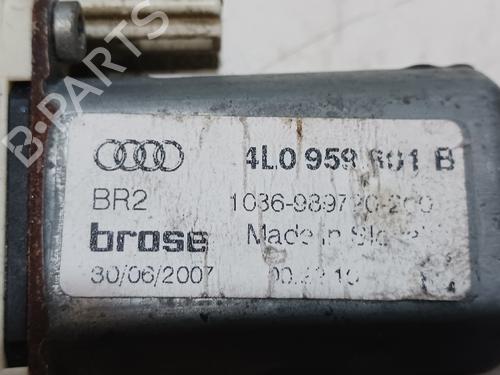 4L0 959 801 B
BR2
brose Made in
30/06/2007
B-PARTS